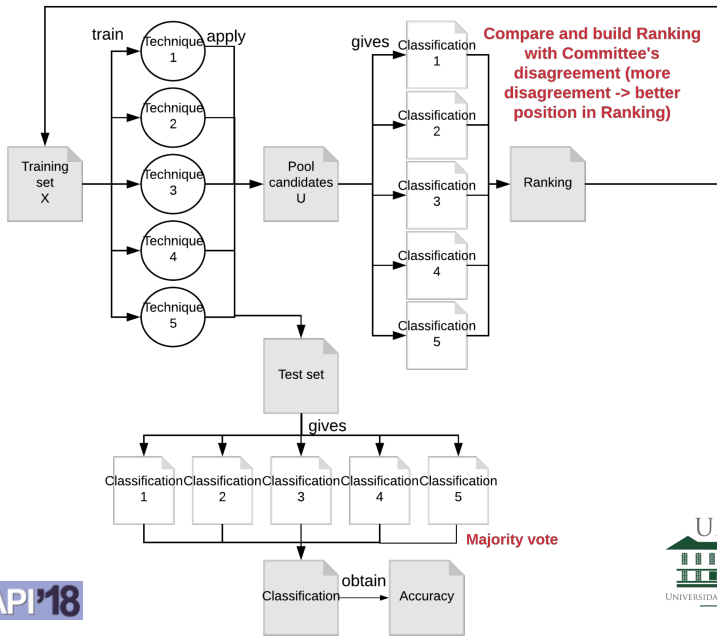 train
Technique
1
apply
gives
Classification
1
Compare and build Ranking
with Committee's
disagreement (more
disagreement -> better
position in Ranking)
Technique
2
Classification
2
Training
set
X
Technique
3
Pool
candidates
U
Classification
3
Ranking
Technique
4
Classification
4
Technique
5
Classification
5
Test set
gives
Classification
1
Classification
2
Classification
3
Classification
4
Classification
5
Majority vote
Classification
obtain
Accuracy
API'18